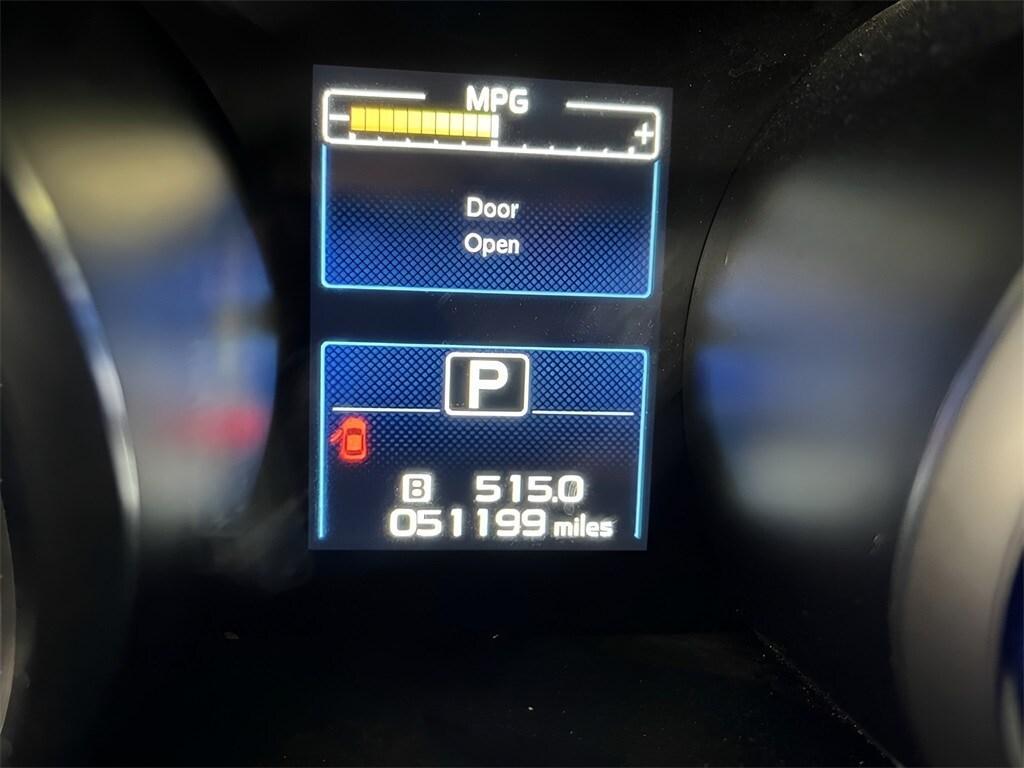 MPG
- +
Door
Open
P
B 515.0
051199 miles